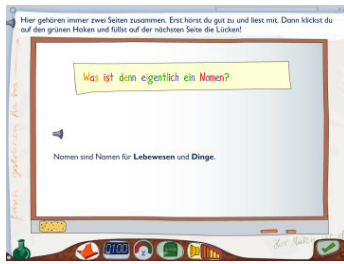 Hier gehören immer zwei Seiten zusammen. Erst hörst du gut zu und liest mit. Dann klickst du
auf den grünen Haken und füllst auf der nächsten Seite die Lücken!
Was ist denn eigentlich ein Nomen?
Nomen sind Namen für Lebewesen und Dinge.